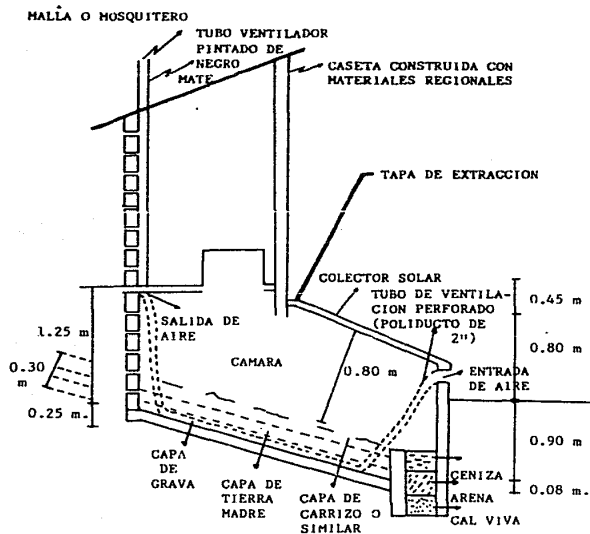 MALLA O MOSQUITERO
TUBO VENTILADOR
PINTADO DE
NEGRO
MATE
CASETA CONSTRUIDA CON
MATERIALES REGIONALES
TAPA DE EXTRACCION
COLECTOR SOLAR
TUBO DE VENTILA-
CION PERFORADO
(POLIDUCTO DE
2")
0.45 m
SALIDA DE
AIRE
1.25 m
0.80 m
CAMARA
0.80 m
0.30
m
ENTRADA
DE AIRE
0.25 m.
0.90 m
CAPA
DE
GRAVA
CAPA DE
TIERRA
MADRE
CAPA DE
CARRIZO O
SIMILAR
CENIZA
ARENA
CAL VIVA
0.08 m.